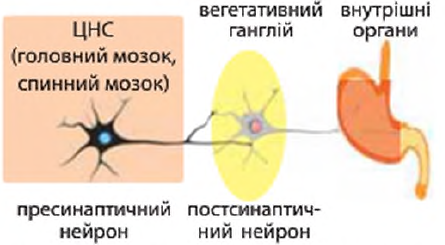 ЦНС
(головний мозок,
спинний мозок)
вегетативний
ганглій
внутрішні
органи
пресинаптичний
нейрон
постсинаптич-
ний нейрон